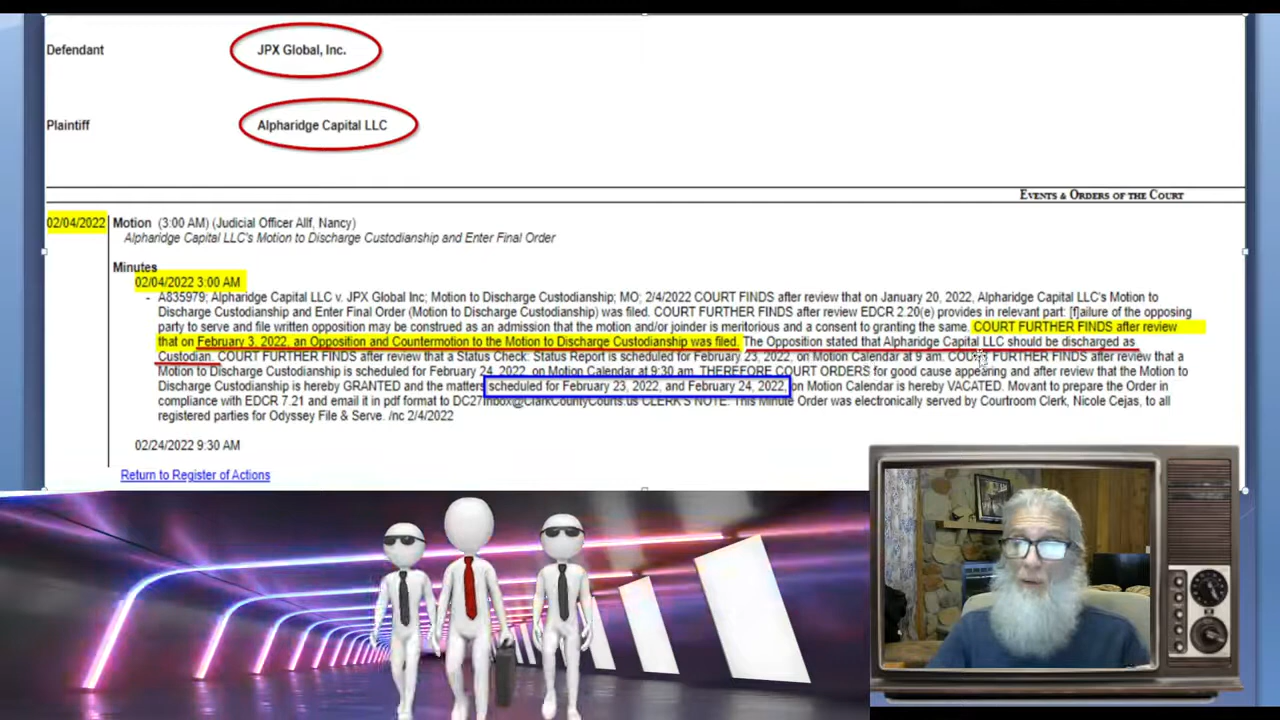 Defendant JPX Global, Inc.
Plaintiff Alpharidge Capital LLC
EVENTS & ORDERS OF THE COURT
02/04/2022 Motion (3:00 AM) (Judicial Officer Allf, Nancy)
Alpharidge Capital LLC's Motion to Discharge Custodianship and Enter Final Order
Minutes
02/04/2022 3:00 AM
- A835979; Alpharidge Capital LLC v. JPX Global Inc; Motion to Discharge Custodianship; MO; 2/4/2022 COURT FINDS after review that on January 20, 2022, Alpharidge Capital LLC's Motion to
Discharge Custodianship and Enter Final Order (Motion to Discharge Custodianship) was filed. COURT FURTHER FINDS after review EDCR 2.20(e) provides in relevant part: [f]ailure of the opposing
party to serve and file written opposition may be construed as an admission that the motion and/or joinder is meritorious and a consent to granting the same. COURT FURTHER FINDS after review
that on February 3, 2022, an Opposition and Countermotion to the Motion to Discharge Custodianship was filed. The Opposition stated that Alpharidge Capital LLC should be discharged as
Custodian. COURT FURTHER FINDS after review that a Status Check: Status Report is scheduled for February 23, 2022, on Motion Calendar at 9 am. COURT FURTHER FINDS after review that a
Motion to Discharge Custodianship is scheduled for February 24, 2022, on Motion Calendar at 9:30 am. THEREFORE COURT ORDERS for good cause appearing and after review that the Motion to
Discharge Custodianship is hereby GRANTED and the matters scheduled for February 23, 2022, and February 24, 2022, on Motion Calendar is hereby VACATED. Movant to prepare the Order in
compliance with EDCR 7.21 and email it in pdf format to DC27Inbox@ClarkCountyCourts.us CLERK'S NOTE: This Minute Order was electronically served by Courtroom Clerk, Nicole Cejas, to all
registered parties for Odyssey File & Serve. /nc 2/4/2022
02/24/2022 9:30 AM
Return to Register of Actions